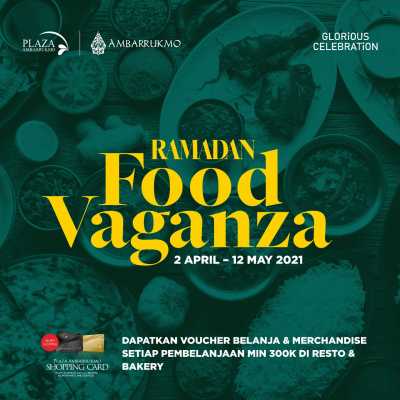 PLAZA
AMBARRUKMO
AMBARRUKMO
GLORiOUS
CELEBRATiON
RAMADAN
Food
Vaganza
2 APRIL – 12 MAY 2021
DAPATKAN VOUCHER BELANJA & MERCHANDISE
SETIAP PEMBELANJAAN MIN 300K DI RESTO &
BAKERY
PLAZA AMBARRUKMO
SHOPPING CARD